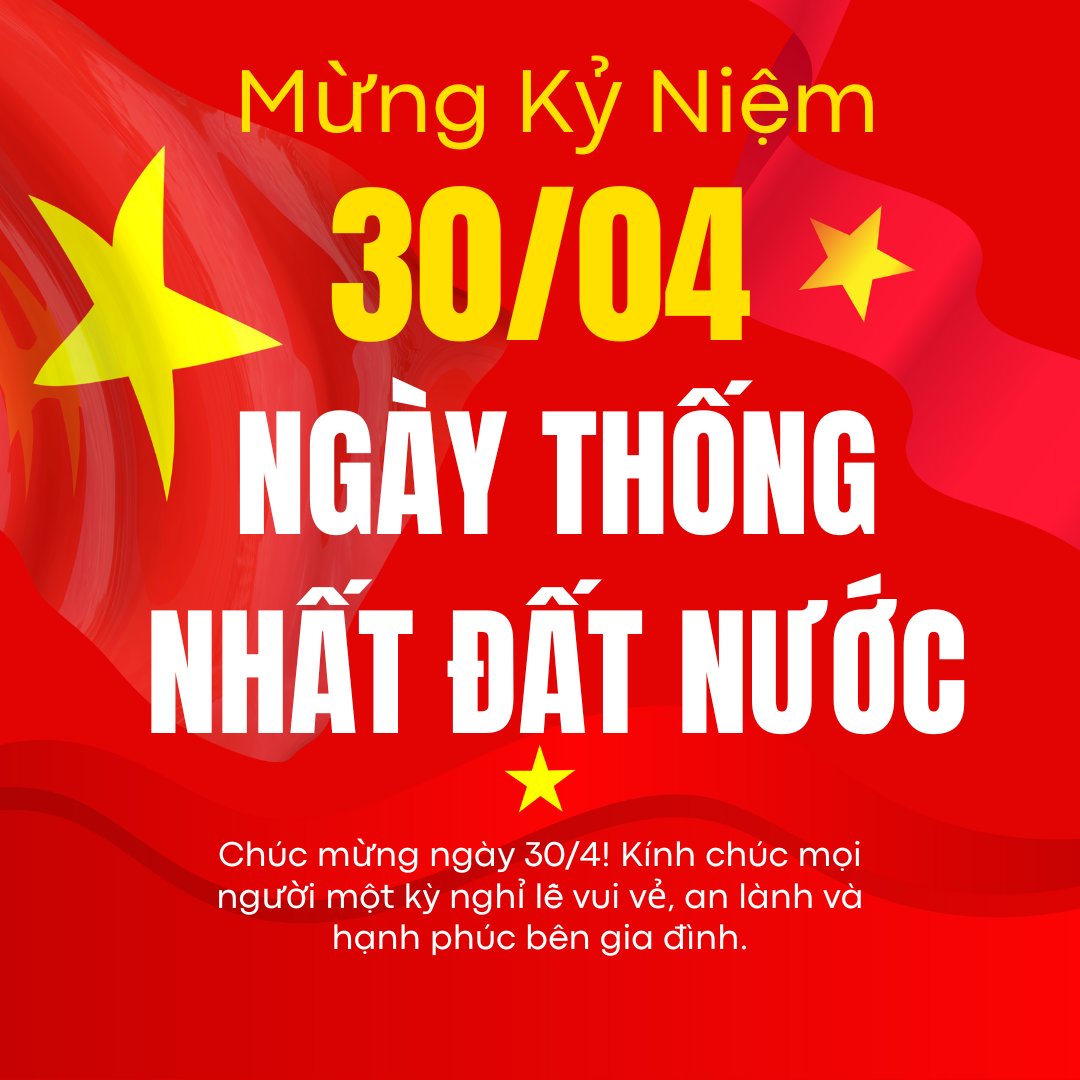 Mừng Kỷ Niệm
30/04
NGÀY THỐNG
NHẤT ĐẤT NƯỚC
Chúc mừng ngày 30/4! Kính chúc mọi
người một kỳ nghỉ lễ vui vẻ, an lành và
hạnh phúc bên gia đình.